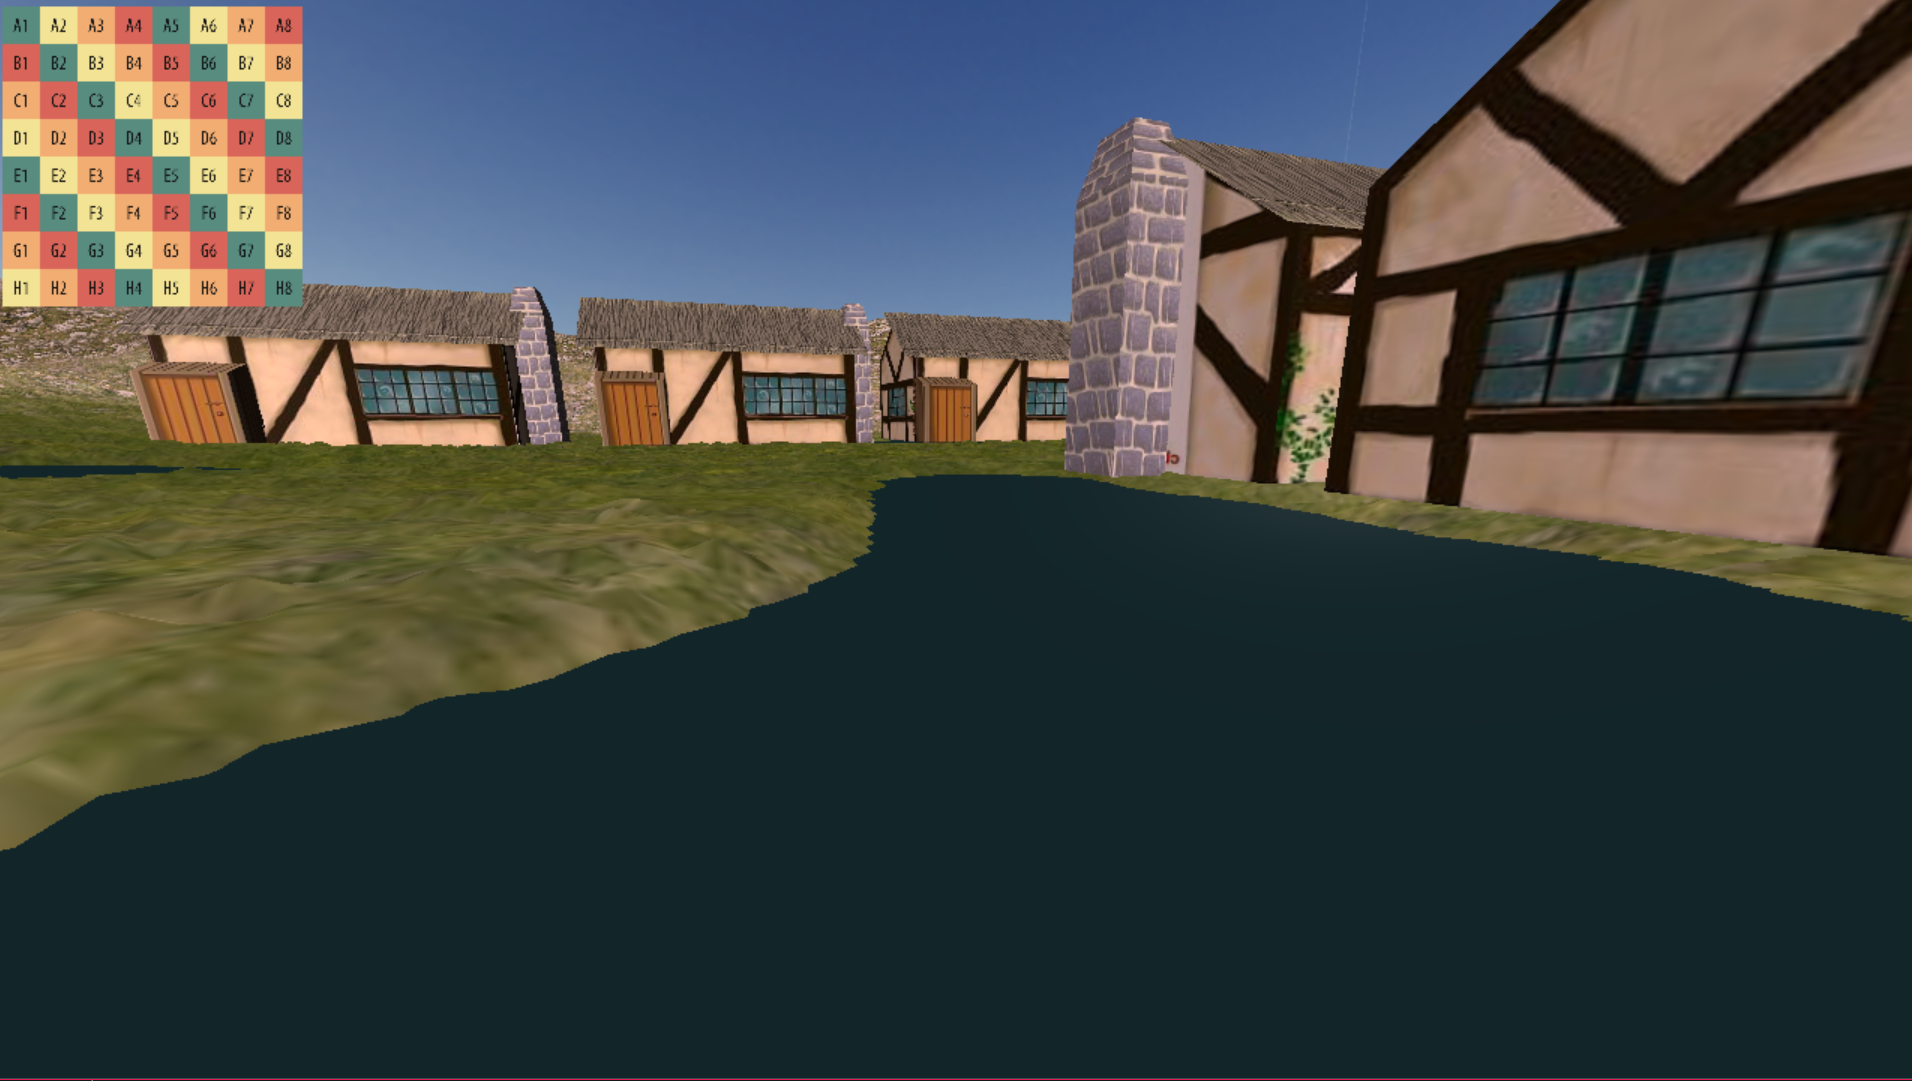 A1 A2 A3 A4 A5 A6 A7 A8
B1 B2 B3 B4 B5 B6 B7 B8
C1 C2 C3 C4 C5 C6 C7 C8
D1 D2 D3 D4 D5 D6 D7 D8
E1 E2 E3 E4 E5 E6 E7 E8
F1 F2 F3 F4 F5 F6 F7 F8
G1 G2 G3 G4 G5 G6 G7 G8
H1 H2 H3 H4 H5 H6 H7 H8